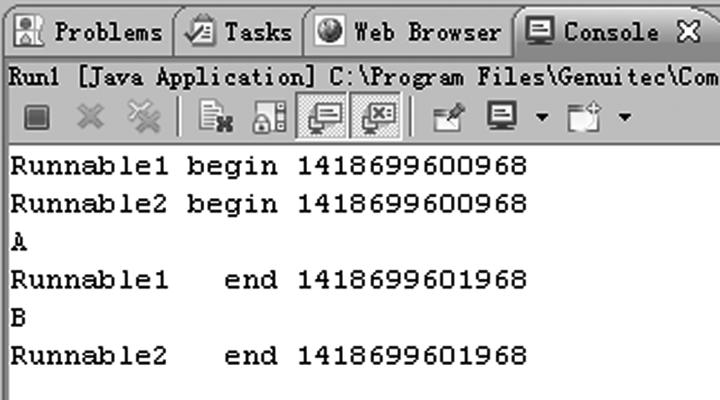 Problems Tasks Web Browser Console
Run1 [Java Application] C:\Program Files\Genuitec\Com
Runnable1 begin 1418699600968
Runnable2 begin 1418699600968
A
Runnable1   end 1418699601968
B
Runnable2   end 1418699601968